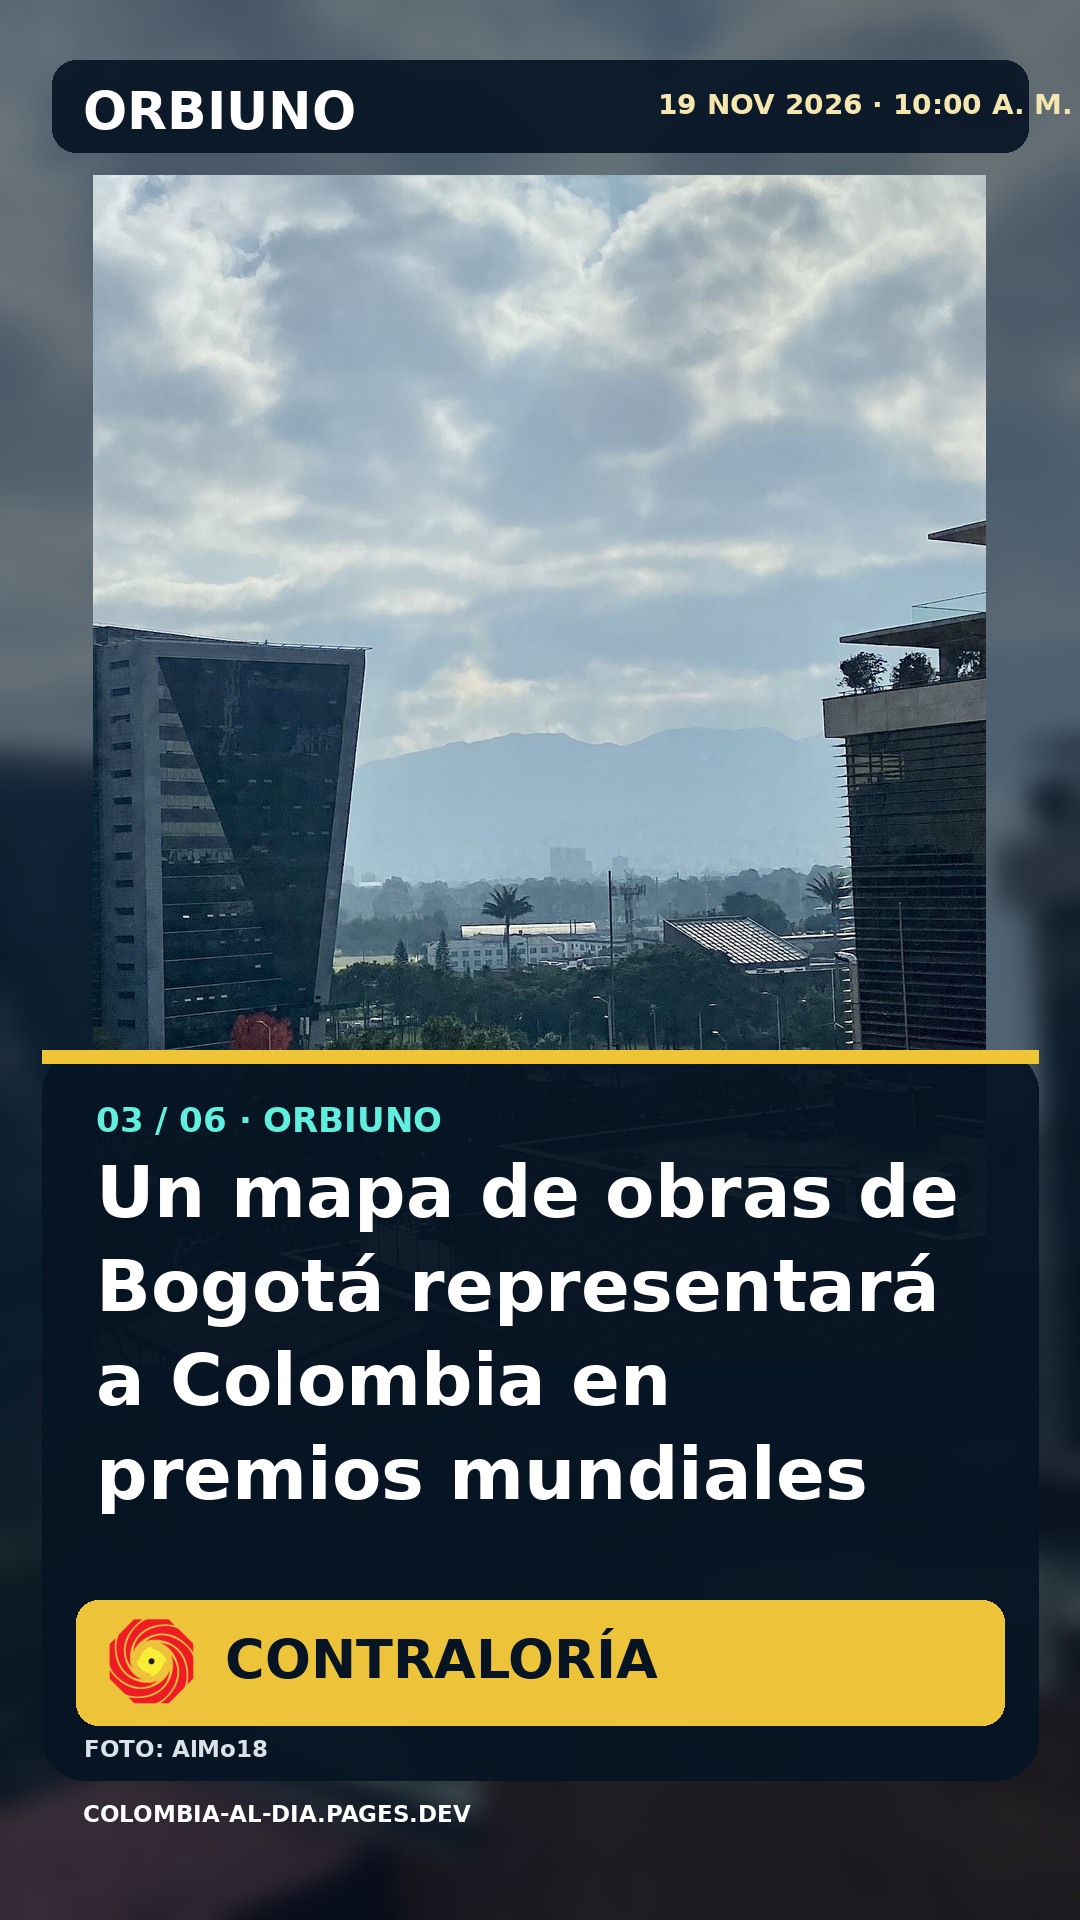 ORBIUNO
19 NOV 2026 · 10:00 A. M.
03 / 06 · ORBIUNO
Un mapa de obras de
Bogotá representará
a Colombia en
premios mundiales
CONTRALORÍA
FOTO: AlMo18
COLOMBIA-AL-DIA.PAGES.DEV